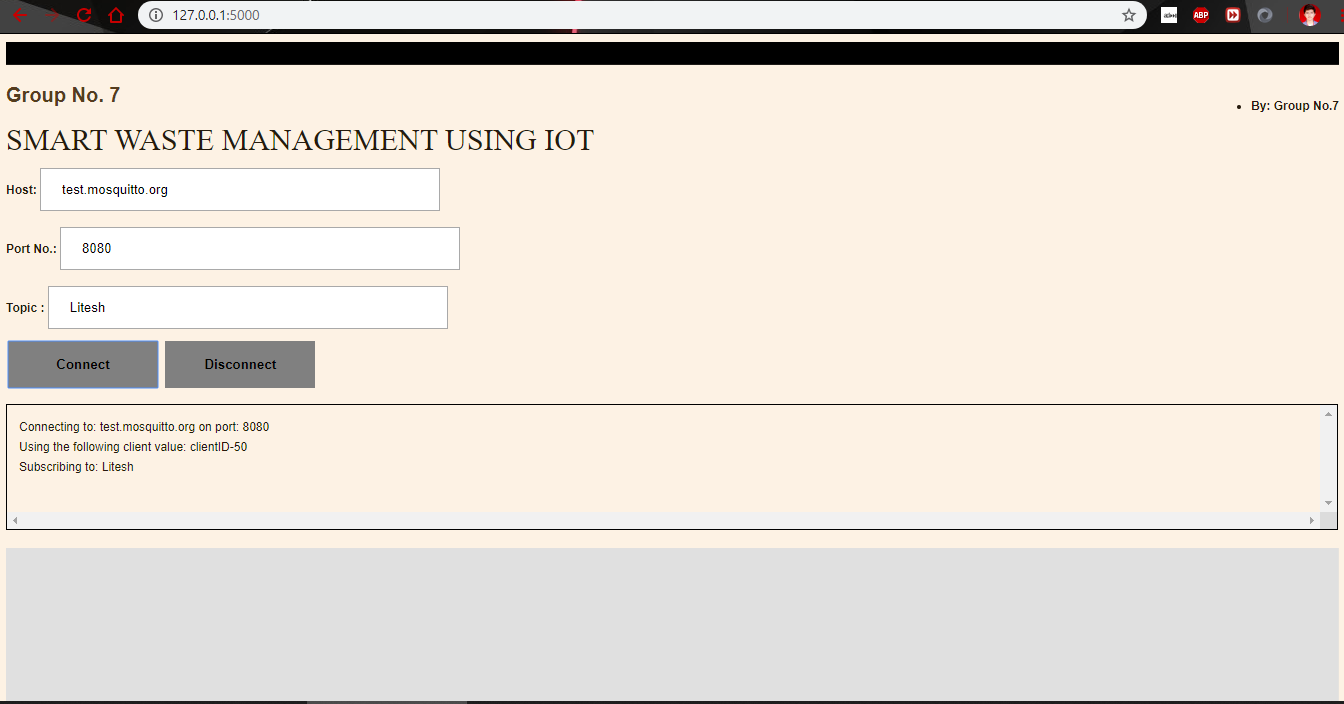 127.0.0.1:5000
ABP
Group No. 7
By: Group No.7
SMART WASTE MANAGEMENT USING IOT
Host: test.mosquitto.org
Port No.: 8080
Topic : Litesh
Connect Disconnect
Connecting to: test.mosquitto.org on port: 8080
Using the following client value: clientID-50
Subscribing to: Litesh